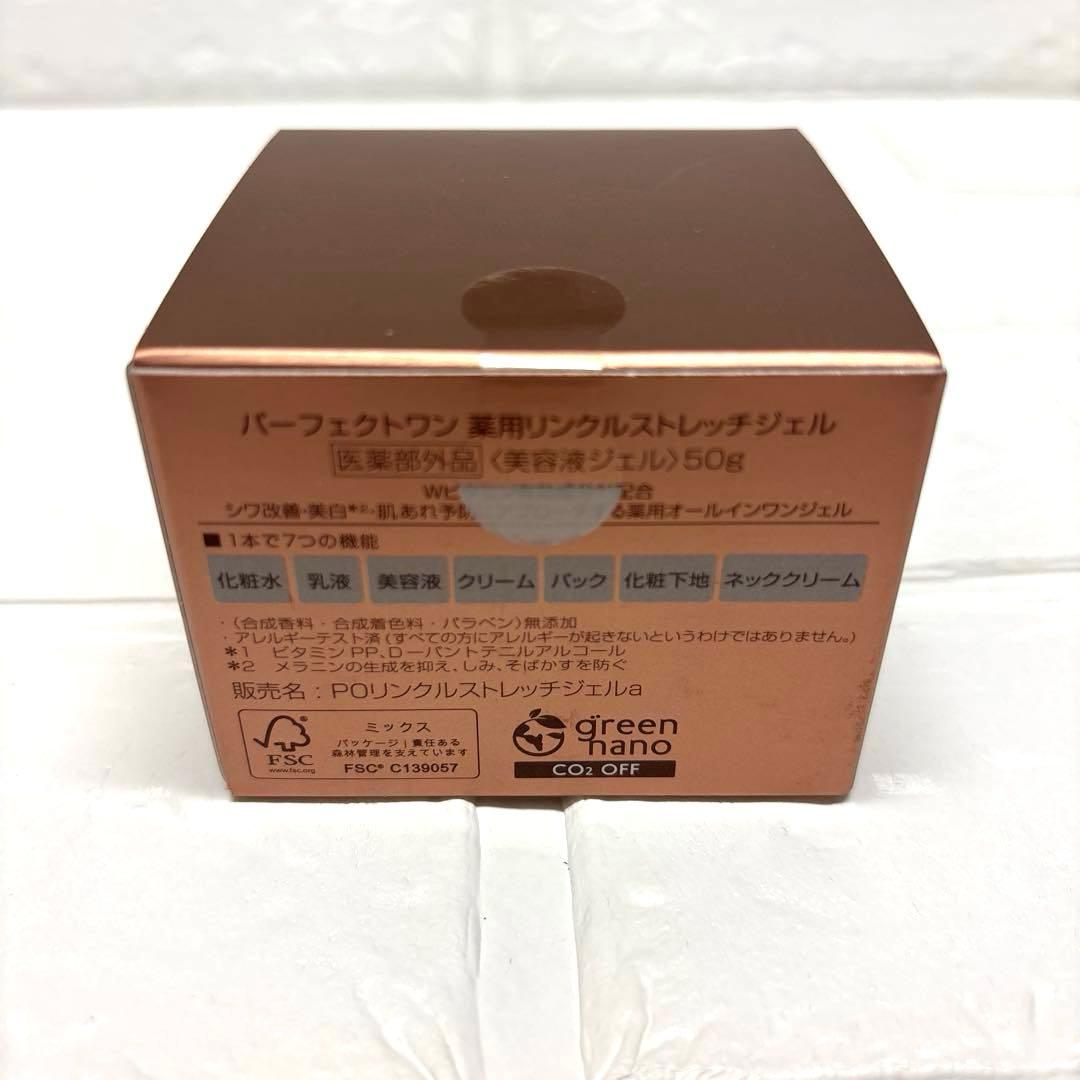 パーフェクトワン 薬用リンクルストレッチジェル
医薬部外品 〈美容液ジェル〉50g
Wビ 配合
シワ改善・美白*2・肌あれ予防 る薬用オールインワンジェル
■1本で7つの機能
化粧水 乳液 美容液 クリーム パック 化粧下地 ネッククリーム
・(合成香料・合成着色料・パラベン)無添加
・アレルギーテスト済(すべての方にアレルギーが起きないというわけではありません。)
*1 ビタミンPP、D-パントテニルアルコール
*2 メラニンの生成を抑え、しみ、そばかすを防ぐ
販売名:POリンクルストレッチジェルa
FSC
www.fsc.org
ミックス
パッケージ|責任ある
森林管理を支えています
FSC® C139057
green
nano
CO2 OFF